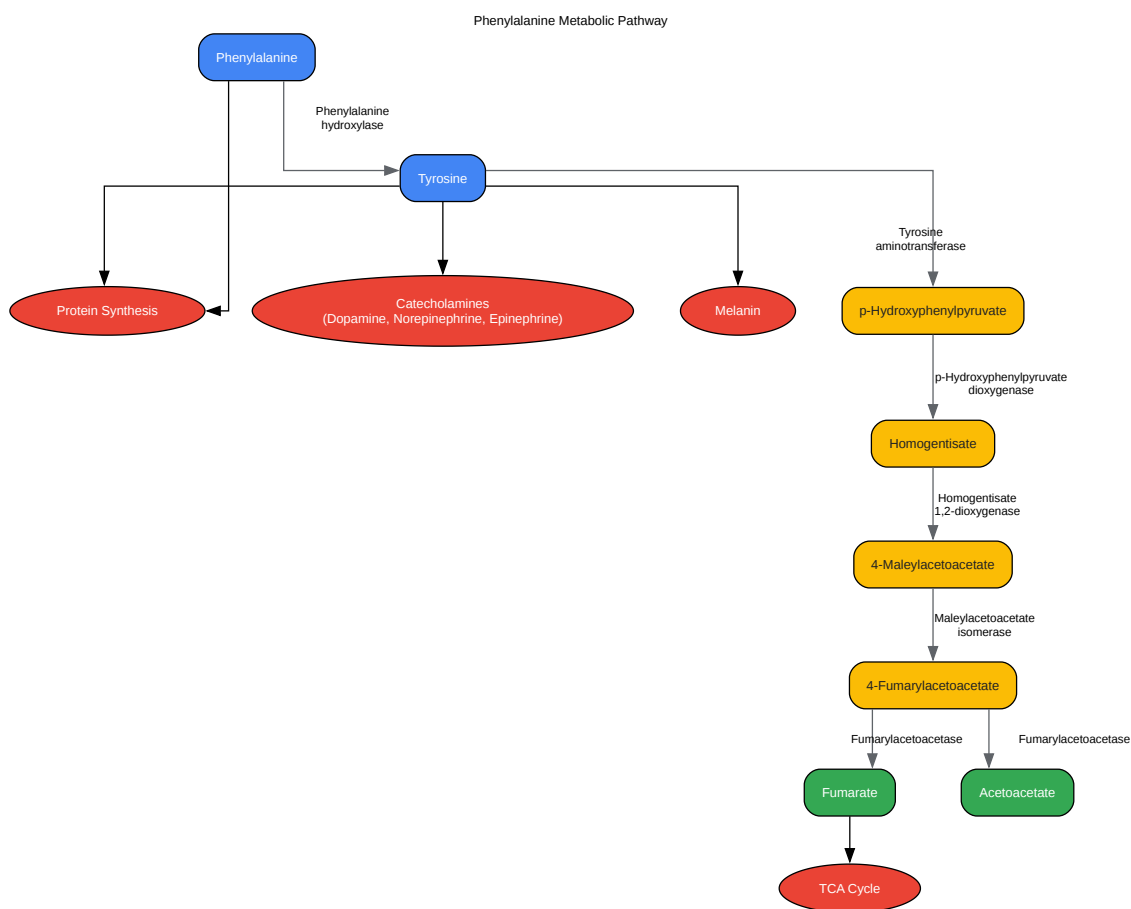 Phenylalanine Metabolic Pathway
Phenylalanine
Phenylalanine
hydroxylase
Tyrosine
Tyrosine
aminotransferase
Protein Synthesis
Catecholamines
(Dopamine, Norepinephrine, Epinephrine)
Melanin
p-Hydroxyphenylpyruvate
p-Hydroxyphenylpyruvate
dioxygenase
Homogentisate
Homogentisate
1,2-dioxygenase
4-Maleylacetoacetate
Maleylacetoacetate
isomerase
4-Fumarylacetoacetate
Fumarylacetoacetase
Fumarylacetoacetase
Fumarate
Acetoacetate
TCA Cycle